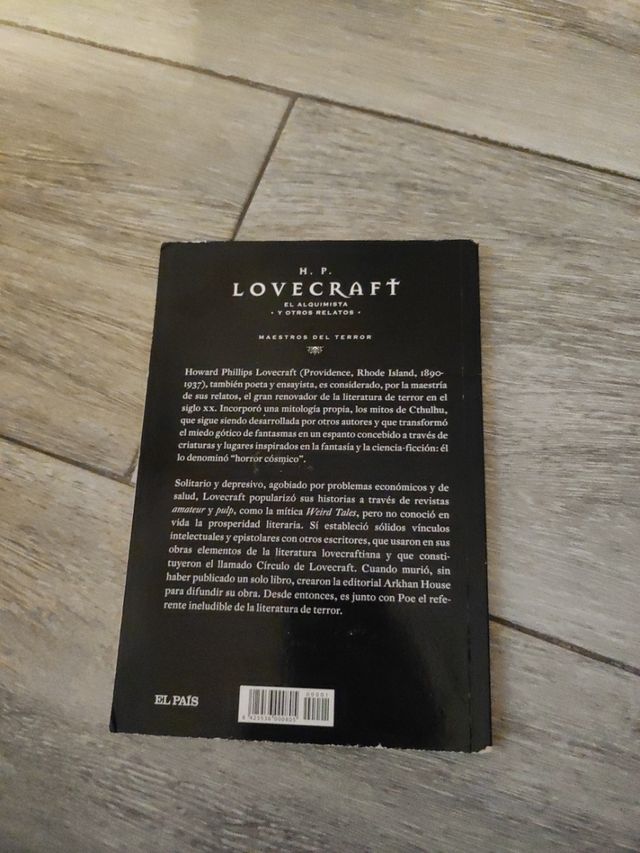 H. P.
LOVECRAFT
EL ALQUIMISTA
· Y OTROS RELATOS ·
MAESTROS DEL TERROR
Howard Phillips Lovecraft (Providence, Rhode Island, 1890-
1937), también poeta y ensayista, es considerado, por la maestría
de sus relatos, el gran renovador de la literatura de terror en el
siglo XX. Incorporó una mitología propia, los mitos de Cthulhu,
que sigue siendo desarrollada por otros autores y que transformó
el miedo gótico de fantasmas en un espanto concebido a través de
criaturas y lugares inspirados en la fantasía y la ciencia-ficción: él
lo denominó "horror cósmico".
Solitario y depresivo, agobiado por problemas económicos y de
salud, Lovecraft popularizó sus historias a través de revistas
amateur y pulp, como la mítica Weird Tales, pero no conoció en
vida la prosperidad literaria. Sí estableció sólidos vínculos
intelectuales y epistolares con otros escritores, que usaron en sus
obras elementos de la literatura lovecraftiana y que consti-
tuyeron el llamado Círculo de Lovecraft. Cuando murió, sin
haber publicado un solo libro, crearon la editorial Arkhan House
para difundir su obra. Desde entonces, es junto con Poe el refe-
rente ineludible de la literatura de terror.
EL PAÍS
00001